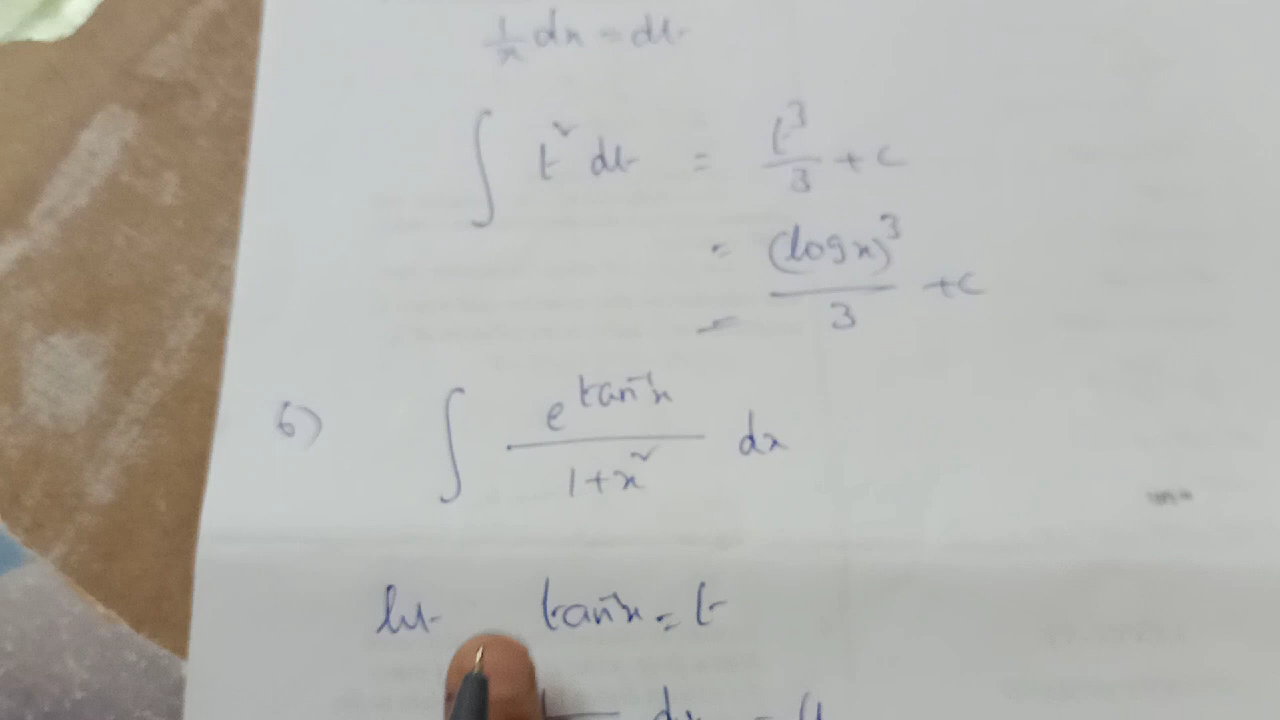 1/x dx = dt
∫ t² dt = t³/3 + c
= (log x)³/3 + c
6) ∫ e^(tan⁻¹x)/(1+x²) dx
let tan⁻¹x = t